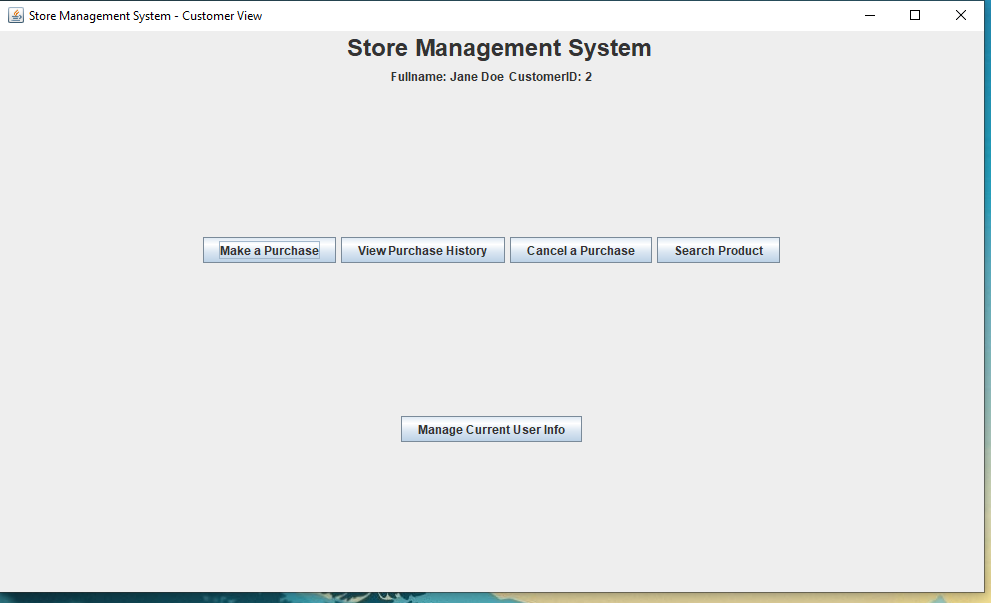 Store Management System - Customer View
Store Management System
Fullname: Jane Doe CustomerID: 2
Make a Purchase
View Purchase History
Cancel a Purchase
Search Product
Manage Current User Info